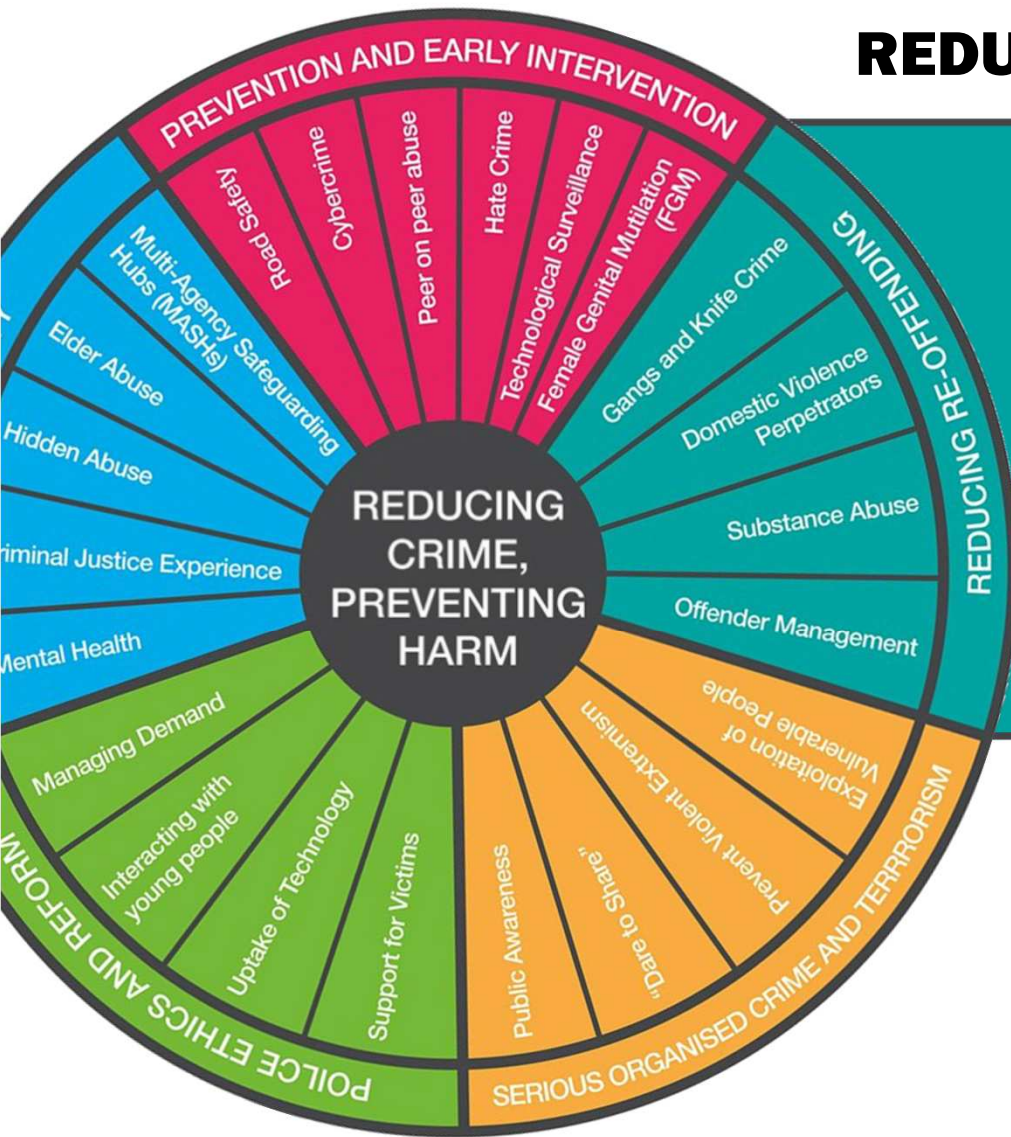 REDU
PREVENTION AND EARLY INTERVENTION
Road Safety
Cybercrime
Peer on peer abuse
Hate Crime
Technological Surveillance
Female Genital Mutilation
(FGM)
REDUCING RE-OFFENDING
Gangs and Knife Crime
Domestic Violence
Perpetrators
Substance Abuse
Offender Management
SERIOUS ORGANISED CRIME AND TERRRORISM
Exploitation of
Vulnerable People
Prevent Violent Extremism
"Dare to Share"
Public Awareness
POILCE ETHICS AND REFORM
Support for Victims
Uptake of Technology
Interacting with
young people
Managing Demand
Mental Health
riminal Justice Experience
Hidden Abuse
Elder Abuse
Multi-Agency Safeguarding
Hubs (MASHs)
REDUCING
CRIME,
PREVENTING
HARM